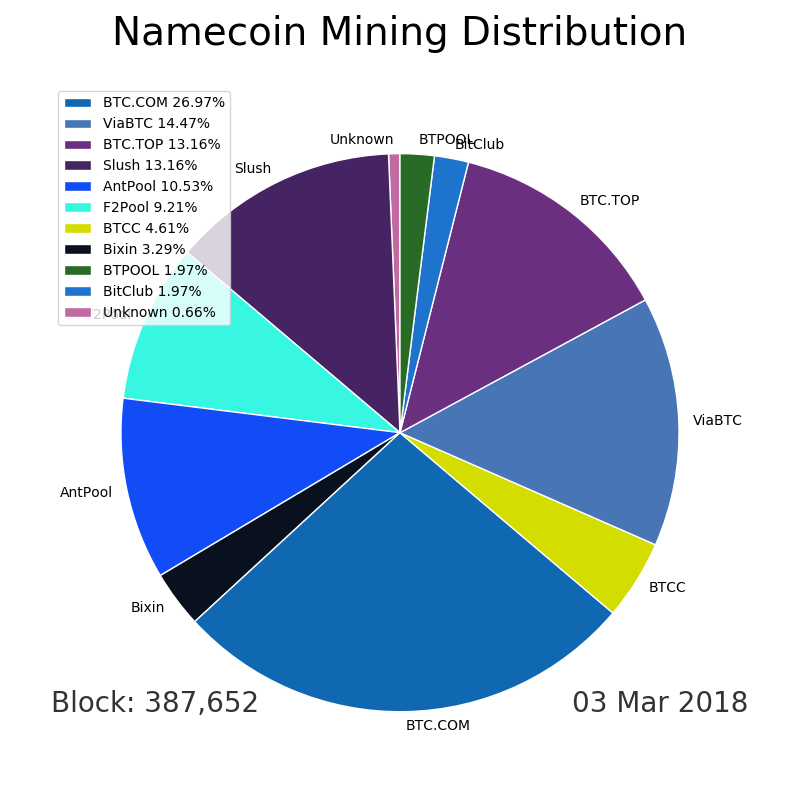 Namecoin Mining Distribution
BTC.COM 26.97%
ViaBTC 14.47%
BTC.TOP 13.16%
Slush 13.16%
AntPool 10.53%
F2Pool 9.21%
BTCC 4.61%
Bixin 3.29%
BTPOOL 1.97%
BitClub 1.97%
Unknown 0.66%
Unknown
BTPOOL
BitClub
Slush
BTC.TOP
ViaBTC
AntPool
BTCC
Bixin
BTC.COM
Block: 387,652
03 Mar 2018